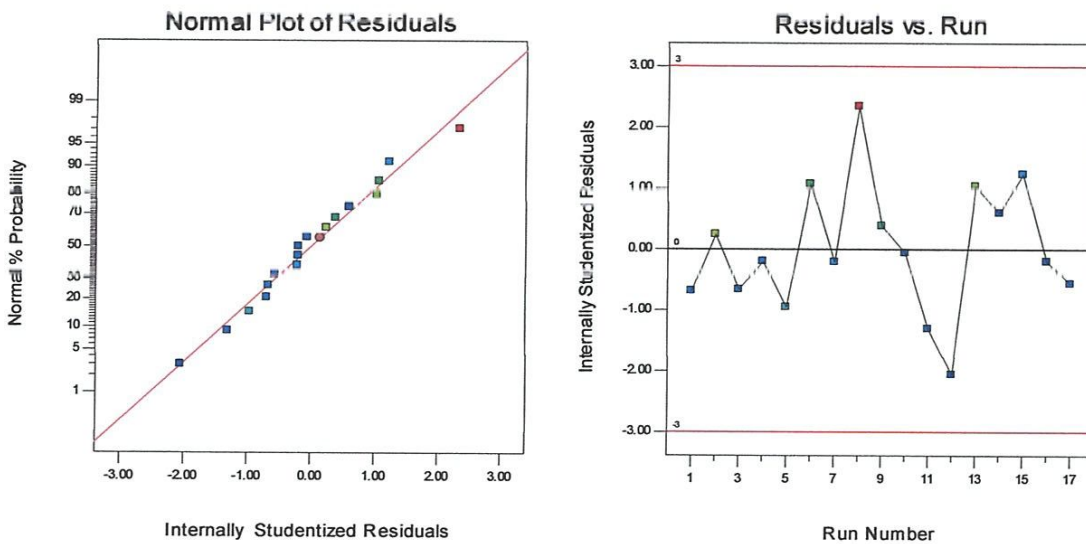 Normal Plot of Residuals
Normal % Probability
99
95
90
80
70
50
30
20
10
5
1
-3.00 -2.00 -1.00 0.00 1.00 2.00 3.00
Internally Studentized Residuals
Residuals vs. Run
Internally Studentized Residuals
3.00
2.00
1.00
0.00
-1.00
-2.00
-3.00
3
0
-3
1 3 5 7 9 11 13 15 17
Run Number